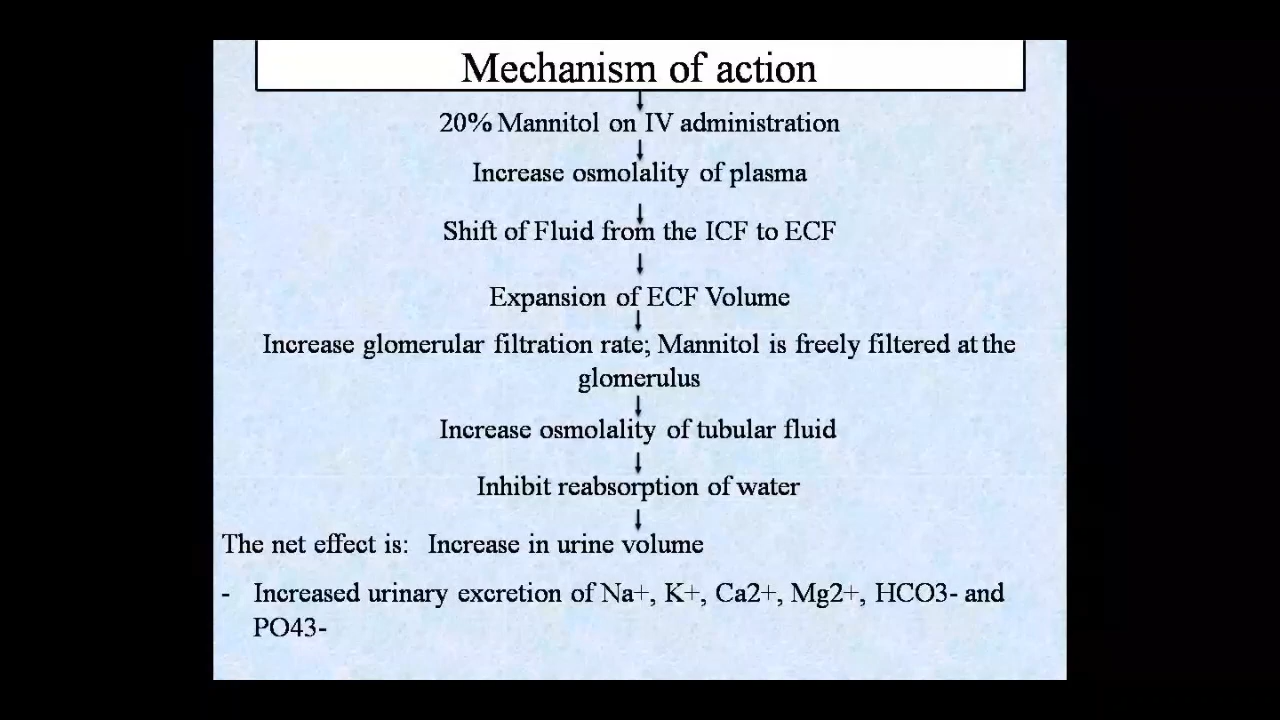 Mechanism of action
20% Mannitol on IV administration
Increase osmolality of plasma
Shift of Fluid from the ICF to ECF
Expansion of ECF Volume
Increase glomerular filtration rate; Mannitol is freely filtered at the
glomerulus
Increase osmolality of tubular fluid
Inhibit reabsorption of water
The net effect is: Increase in urine volume
- Increased urinary excretion of Na+, K+, Ca2+, Mg2+, HCO3- and
PO43-